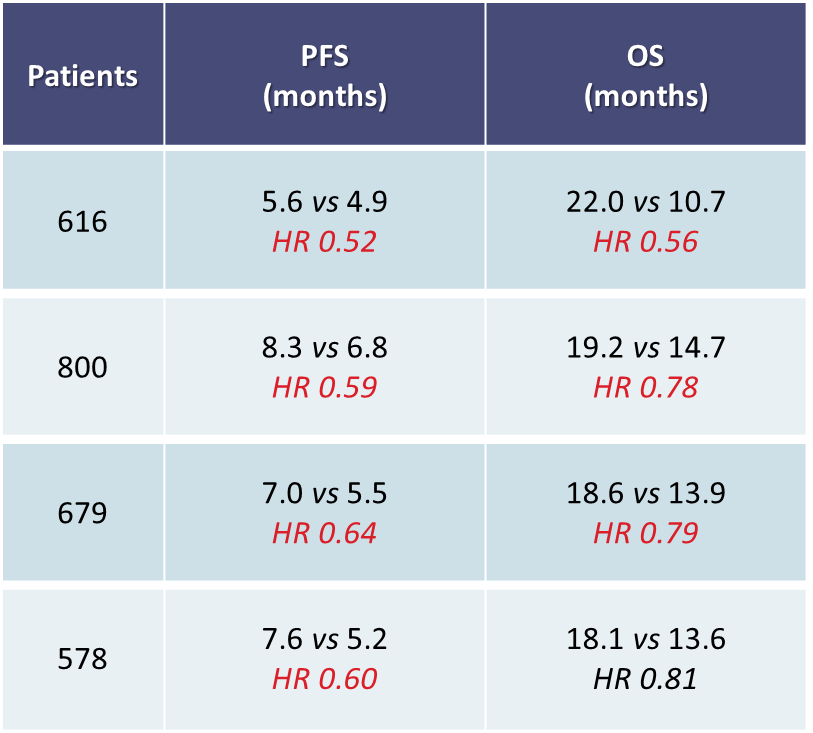 Patients
PFS
(months)
OS
(months)
616
5.6 vs 4.9
HR 0.52
22.0 vs 10.7
HR 0.56
800
8.3 vs 6.8
HR 0.59
19.2 vs 14.7
HR 0.78
679
7.0 vs 5.5
HR 0.64
18.6 vs 13.9
HR 0.79
578
7.6 vs 5.2
HR 0.60
18.1 vs 13.6
HR 0.81